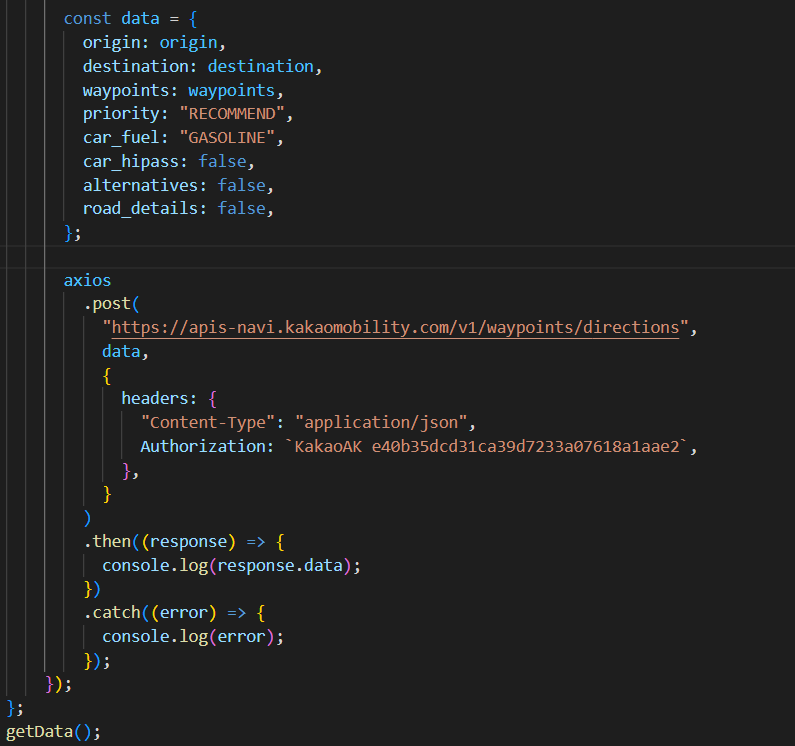 const data = {
origin: origin,
destination: destination,
waypoints: waypoints,
priority: "RECOMMEND",
car_fuel: "GASOLINE",
car_hipass: false,
alternatives: false,
road_details: false,
};
axios
.post(
"https://apis-navi.kakaomobility.com/v1/waypoints/directions",
data,
{
headers: {
"Content-Type": "application/json",
Authorization: `KakaoAK e40b35dcd31ca39d7233a07618a1aae2`,
},
}
)
.then((response) => {
console.log(response.data);
})
.catch((error) => {
console.log(error);
});
});
};
getData();